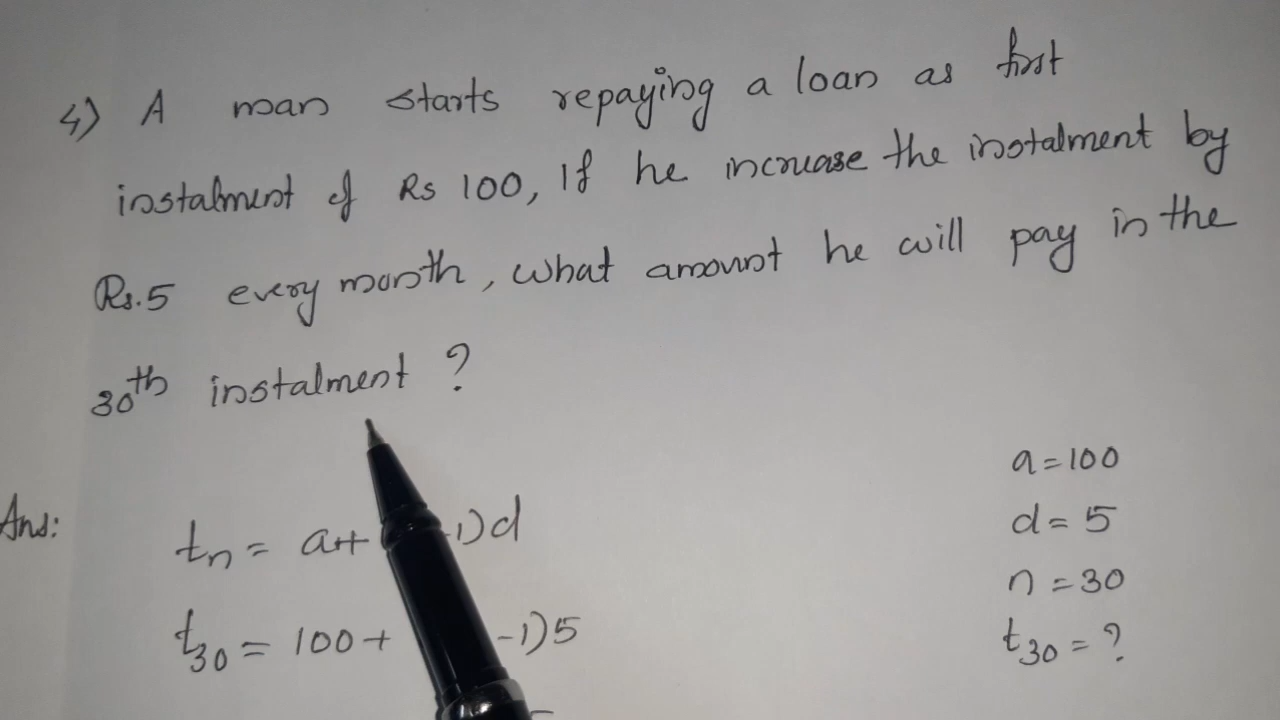 4) A man starts repaying a loan as first
instalment of Rs 100, If he increase the instalment by
Rs.5 every month, what amount he will pay in the
30th instalment ?
a=100
Ans:
tn = a+ -1)d
d= 5
n = 30
t30 = 100+ -1)5
t30 = ?